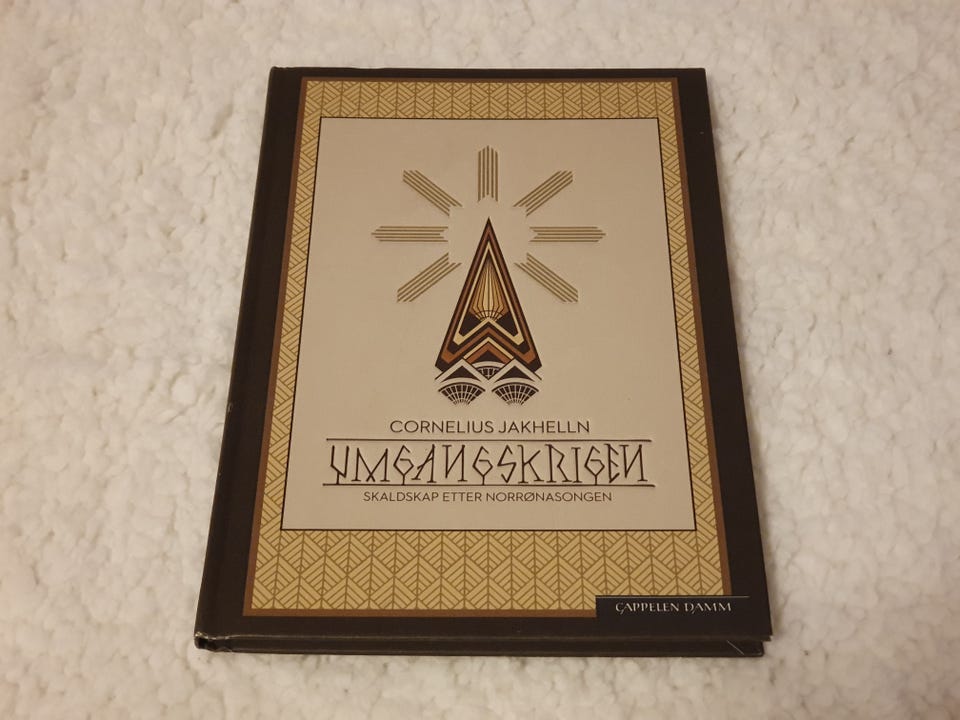 CORNELIUS JAKHELLN
UMGANGSKRIGEN
SKALDSKAP ETTER NORRØNASONGEN
CAPPELEN DAMM